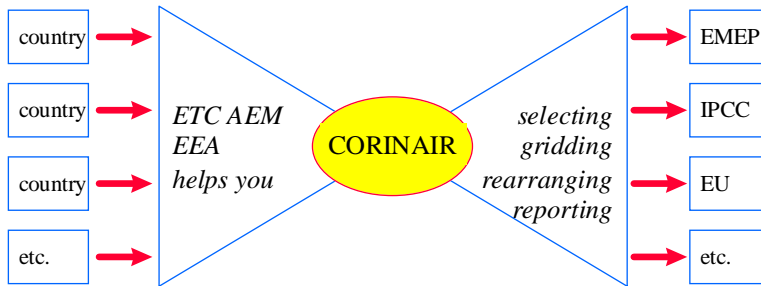 country
country
country
etc.
ETC AEM
EEA
helps you
CORINAIR
selecting
gridding
rearranging
reporting
EMEP
IPCC
EU
etc.